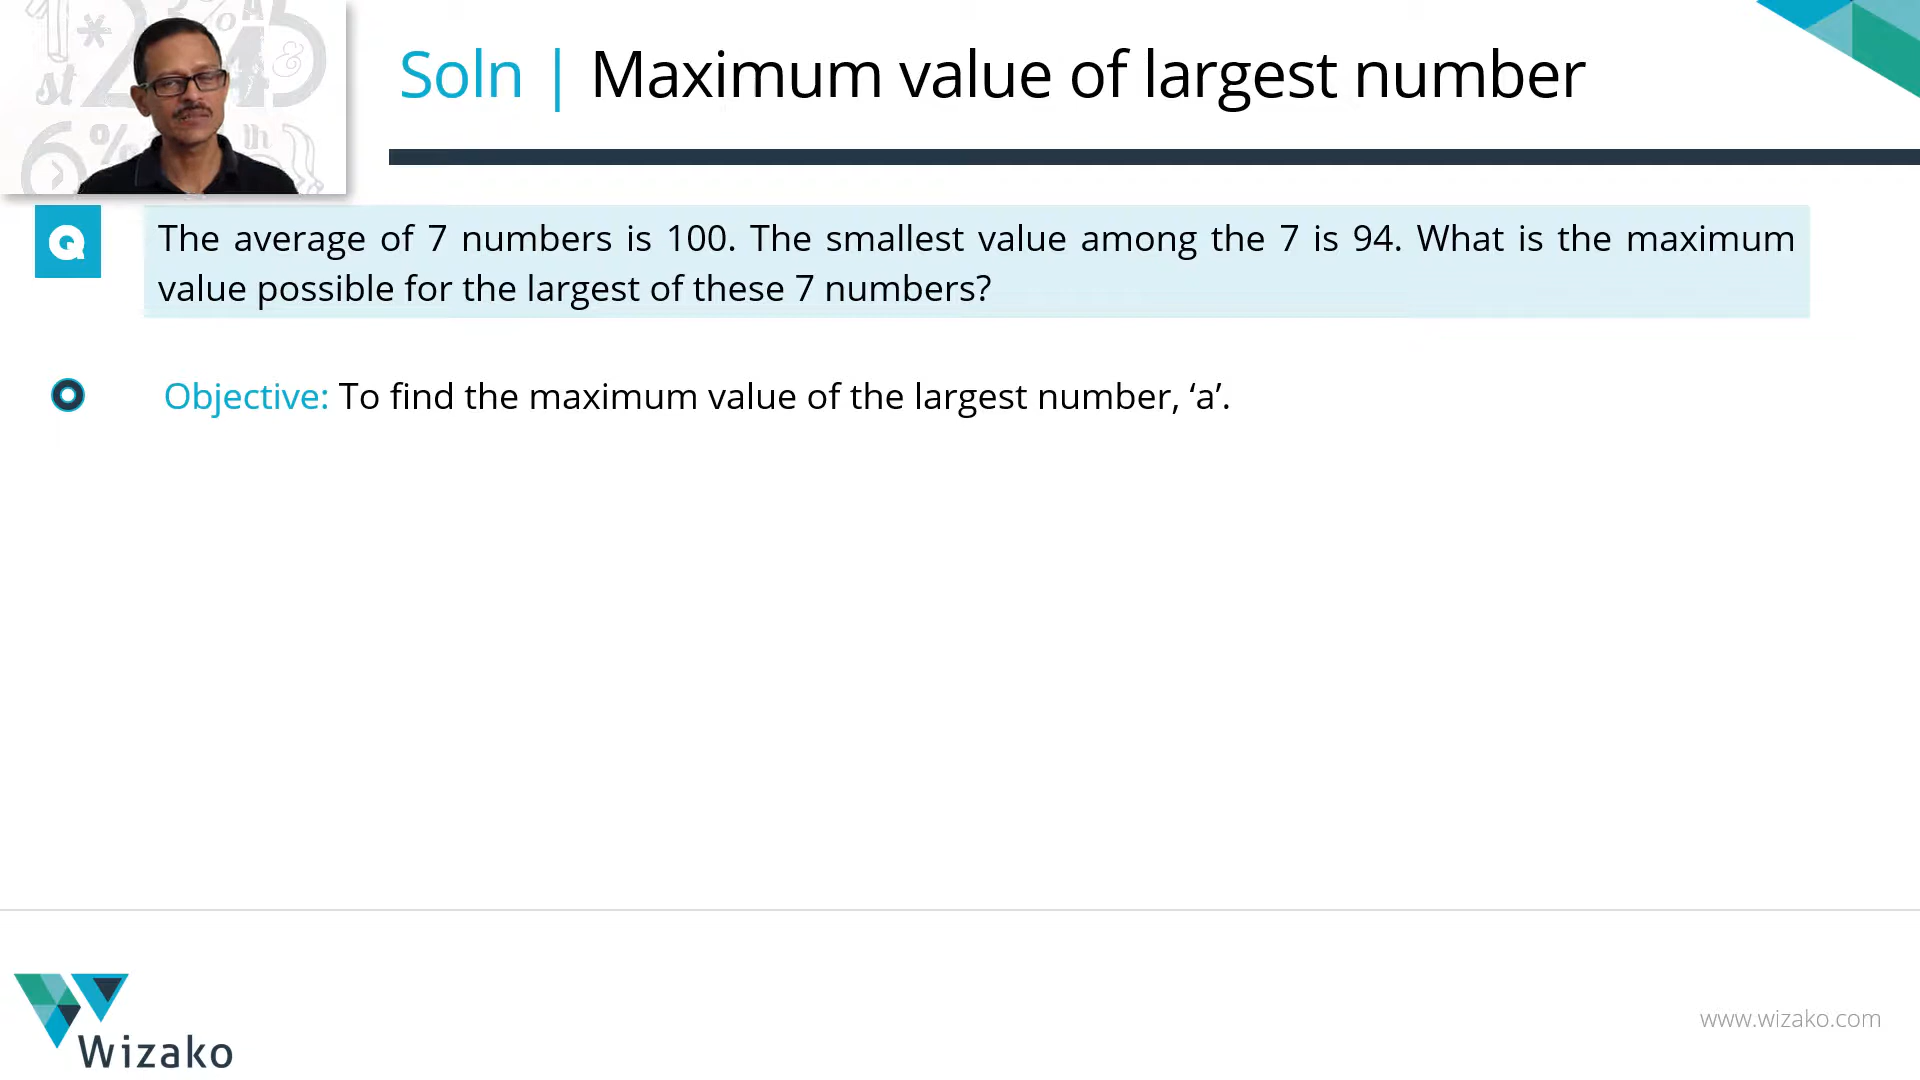 Soln | Maximum value of largest number
Q
The average of 7 numbers is 100. The smallest value among the 7 is 94. What is the maximum
value possible for the largest of these 7 numbers?
Objective: To find the maximum value of the largest number, ‘a’.
Wizako
www.wizako.com